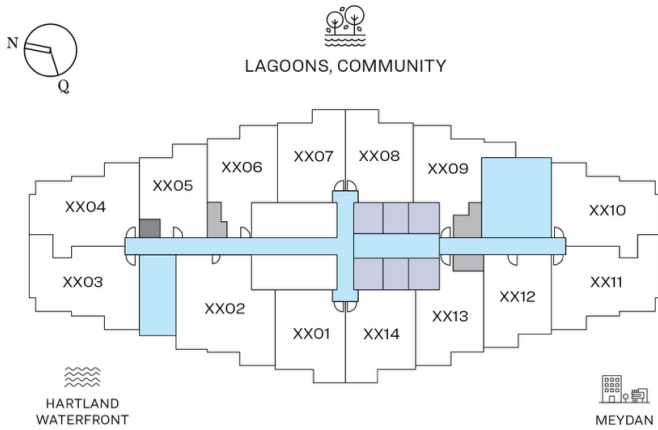 N
Q
LAGOONS, COMMUNITY
XX07
XX08
XX06
XX09
XX05
XX04
XX10
XX03
XX11
XX02
XX12
XX13
XX01
XX14
HARTLAND
WATERFRONT
MEYDAN